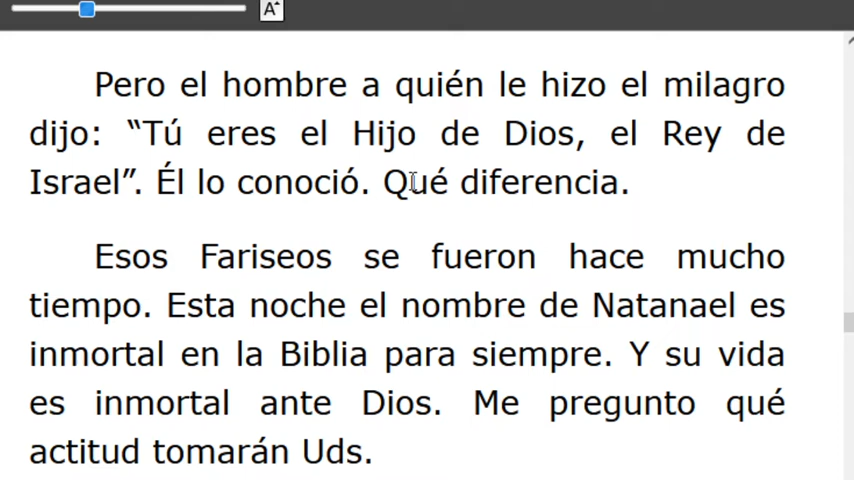 A
Pero el hombre a quién le hizo el milagro
dijo: “Tú eres el Hijo de Dios, el Rey de
Israel”. Él lo conoció. Qué diferencia.
Esos Fariseos se fueron hace mucho
tiempo. Esta noche el nombre de Natanael es
inmortal en la Biblia para siempre. Y su vida
es inmortal ante Dios. Me pregunto qué
actitud tomarán Uds.